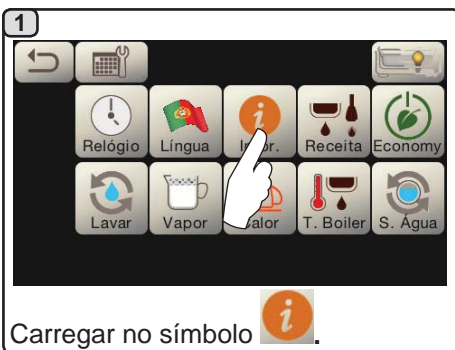 1
Relógio Língua Receita Economy
Lavar Vapor T. Boiler S. Água
Carregar no símbolo i.